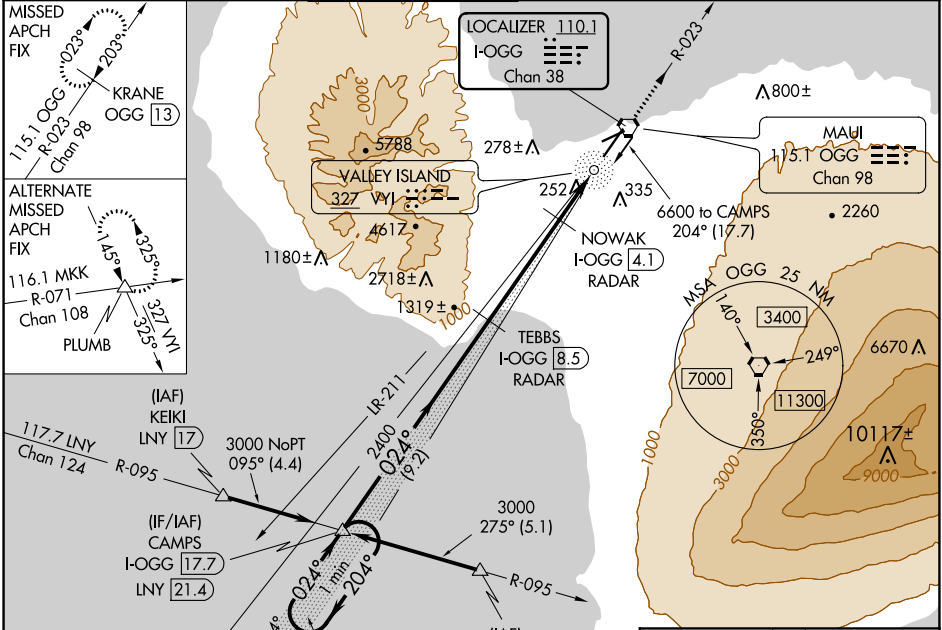 MISSED
APCH
FIX
023°
203°
KRANE
OGG 13
115.1 OGG
R-023
Chan 98
ALTERNATE
MISSED
APCH
FIX
145°
325°
116.1 MKK
R-071
Chan 108
PLUMB
327 VYI
325°
LOCALIZER 110.1
I-OGG
Chan 38
R-023
800±
3000
5788
278±
VALLEY ISLAND
327 VYI
252
335
MAUI
115.1 OGG
Chan 98
2260
4617
1180±
2718±
1319±
1000
6600 to CAMPS
204° (17.7)
NOWAK
I-OGG 4.1
RADAR
TEBBS
I-OGG 8.5
RADAR
MSA OGG 25 NM
140°
3400
249°
7000
11300
350°
6670
10117±
9000
1000
3000
LR-211
2400
024°
(9.2)
(IAF)
KEIKI
LNY 17
117.7 LNY
Chan 124
R-095
3000 NoPT
095° (4.4)
(IF/IAF)
CAMPS
I-OGG 17.7
LNY 21.4
3000
275° (5.1)
R-095
024°
1 min
204°